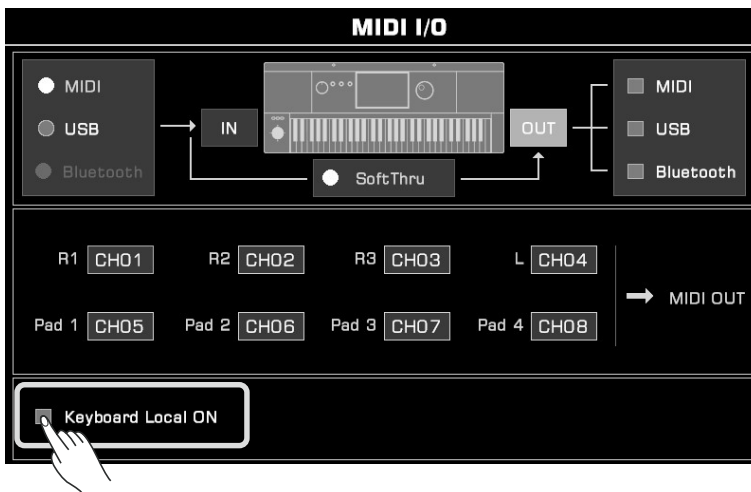 MIDI I/O
MIDI
USB
Bluetooth
IN
OUT
SoftThru
MIDI
USB
Bluetooth
R1 CH01 R2 CH02 R3 CH03 L CH04
MIDI OUT
Pad 1 CH05 Pad 2 CH06 Pad 3 CH07 Pad 4 CH08
Keyboard Local ON